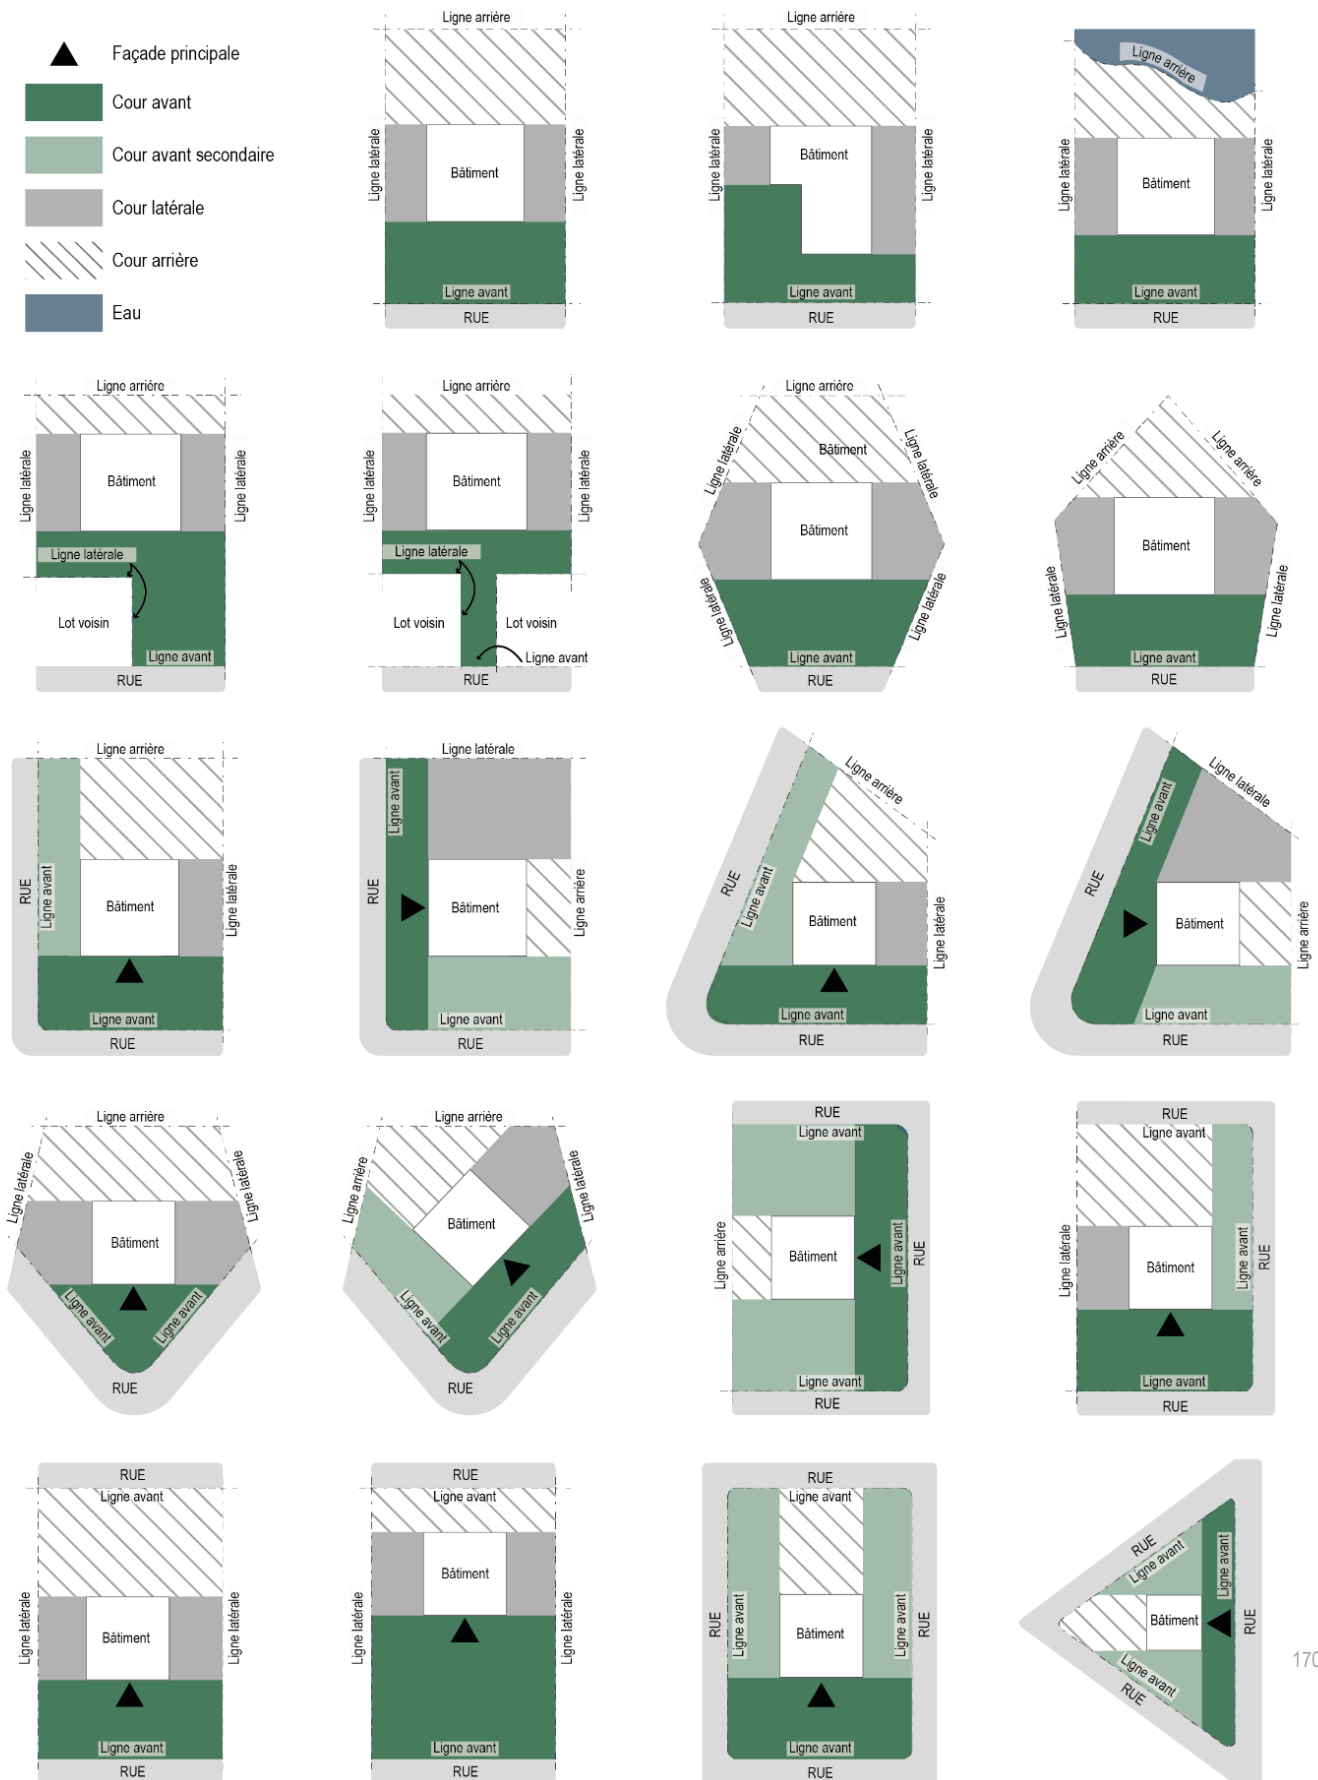 Façade principale
Cour avant
Cour avant secondaire
Cour latérale
Cour arrière
Eau
Ligne arrière
Ligne latérale
Bâtiment
Ligne latérale
Ligne avant
RUE
Ligne arrière
Ligne latérale
Bâtiment
Ligne latérale
Ligne avant
RUE
Ligne arrière
Ligne latérale
Bâtiment
Ligne latérale
Ligne avant
RUE
Ligne arrière
Ligne latérale
Bâtiment
Ligne latérale
Ligne latérale
Lot voisin
Ligne avant
RUE
Ligne arrière
Ligne latérale
Bâtiment
Ligne latérale
Ligne latérale
Lot voisin
Lot voisin
Ligne avant
RUE
Ligne arrière
Ligne latérale
Bâtiment
Ligne latérale
Bâtiment
Ligne latérale
Ligne latérale
Ligne avant
RUE
Ligne arrière
Ligne arrière
Bâtiment
Ligne latérale
Ligne latérale
Ligne avant
RUE
Ligne arrière
RUE
Ligne avant
Bâtiment
Ligne latérale
Ligne avant
RUE
Ligne latérale
Ligne avant
RUE
Bâtiment
Ligne arrière
Ligne avant
RUE
Ligne arrière
RUE
Ligne avant
Bâtiment
Ligne latérale
Ligne avant
RUE
Ligne latérale
Ligne avant
RUE
Bâtiment
Ligne arrière
Ligne avant
RUE
Ligne arrière
Ligne latérale
Ligne latérale
Bâtiment
Ligne avant
Ligne avant
RUE
Ligne arrière
Ligne arrière
Ligne latérale
Bâtiment
Ligne avant
Ligne avant
RUE
RUE
Ligne avant
Ligne arrière
Bâtiment
Ligne avant
RUE
Ligne avant
RUE
RUE
Ligne avant
Ligne latérale
Bâtiment
Ligne avant
RUE
Ligne avant
RUE
RUE
Ligne avant
Ligne latérale
Bâtiment
Ligne latérale
Ligne avant
RUE
RUE
Ligne avant
Bâtiment
Ligne latérale
Ligne avant
RUE
RUE
Ligne avant
RUE
Ligne avant
Bâtiment
Ligne avant
RUE
Ligne avant
RUE
RUE
Ligne avant
Bâtiment
Ligne avant
RUE
Ligne avant
RUE
170